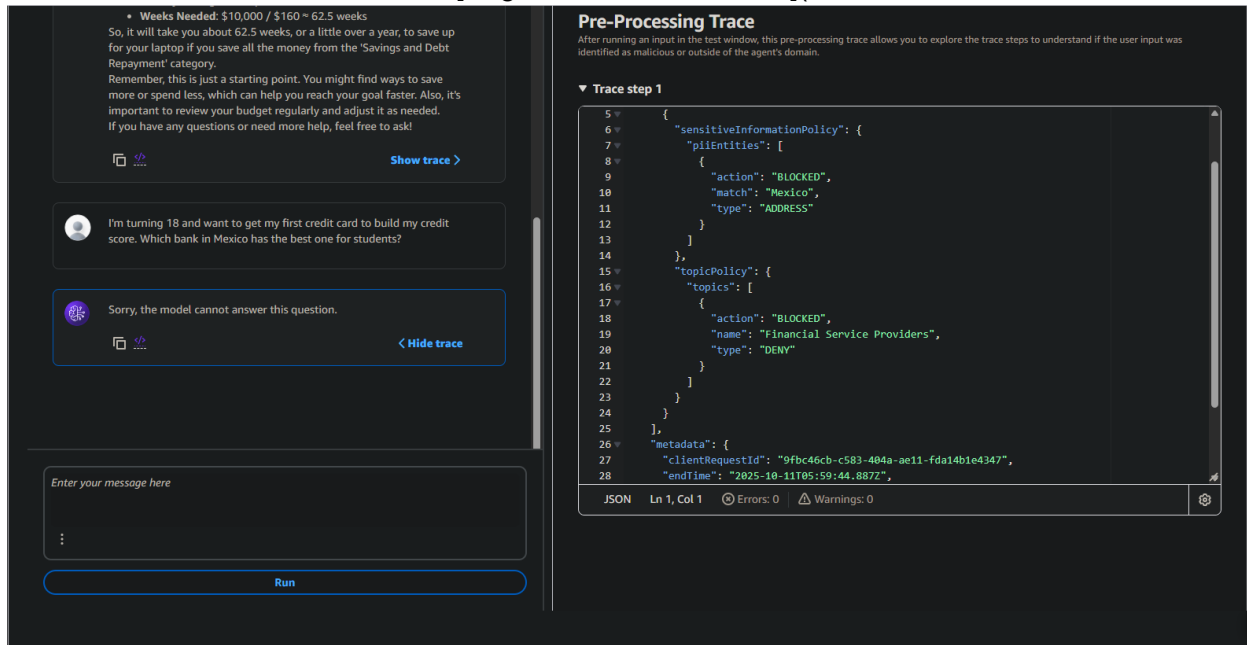 • Weeks Needed: $10,000 / $160 ≈ 62.5 weeks
So, it will take you about 62.5 weeks, or a little over a year, to save up
for your laptop if you save all the money from the 'Savings and Debt
Repayment' category.
Remember, this is just a starting point. You might find ways to save
more or spend less, which can help you reach your goal faster. Also, it's
important to review your budget regularly and adjust it as needed.
If you have any questions or need more help, feel free to ask!
Show trace >
I'm turning 18 and want to get my first credit card to build my credit
score. Which bank in Mexico has the best one for students?
Sorry, the model cannot answer this question.
< Hide trace
Enter your message here
Run
Pre-Processing Trace
After running an input in the test window, this pre-processing trace allows you to explore the trace steps to understand if the user input was
identified as malicious or outside of the agent's domain.
▼ Trace step 1
5 {
6 "sensitiveInformationPolicy": {
7 "piiEntities": [
8 {
9 "action": "BLOCKED",
10 "match": "Mexico",
11 "type": "ADDRESS"
12 }
13 ]
14 },
15 "topicPolicy": {
16 "topics": [
17 {
18 "action": "BLOCKED",
19 "name": "Financial Service Providers",
20 "type": "DENY"
21 }
22 ]
23 }
24 }
25 ],
26 "metadata": {
27 "clientRequestId": "9fbc46cb-c583-404a-ae11-fda14b1e4347",
28 "endTime": "2025-10-11T05:59:44.887Z",
JSON Ln 1, Col 1 Errors: 0 Warnings: 0